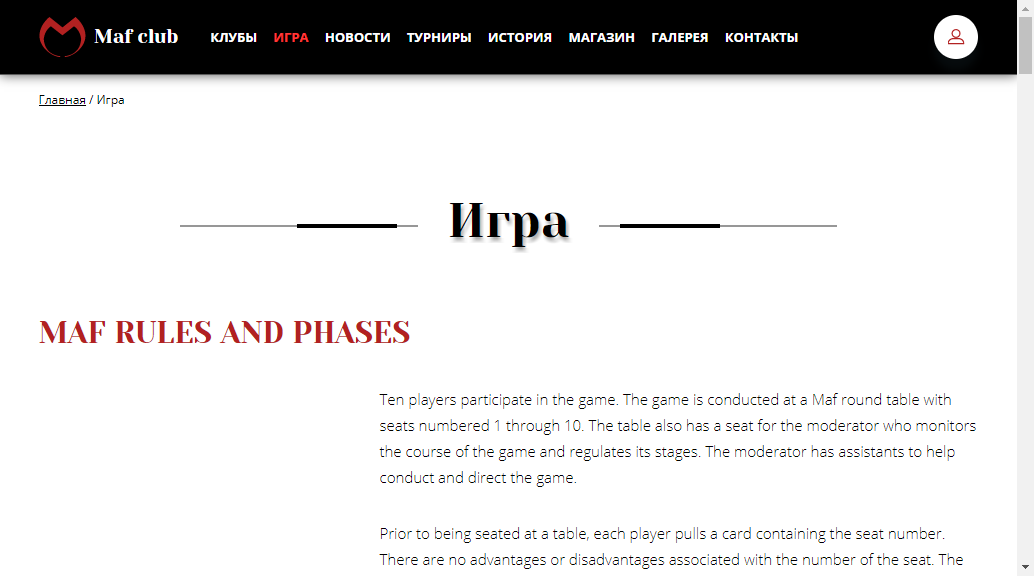 Maf club
КЛУБЫ ИГРА НОВОСТИ ТУРНИРЫ ИСТОРИЯ МАГАЗИН ГАЛЕРЕЯ КОНТАКТЫ
Главная / Игра
Игра
MAF RULES AND PHASES
Ten players participate in the game. The game is conducted at a Maf round table with
seats numbered 1 through 10. The table also has a seat for the moderator who monitors
the course of the game and regulates its stages. The moderator has assistants to help
conduct and direct the game.
Prior to being seated at a table, each player pulls a card containing the seat number.
There are no advantages or disadvantages associated with the number of the seat. The